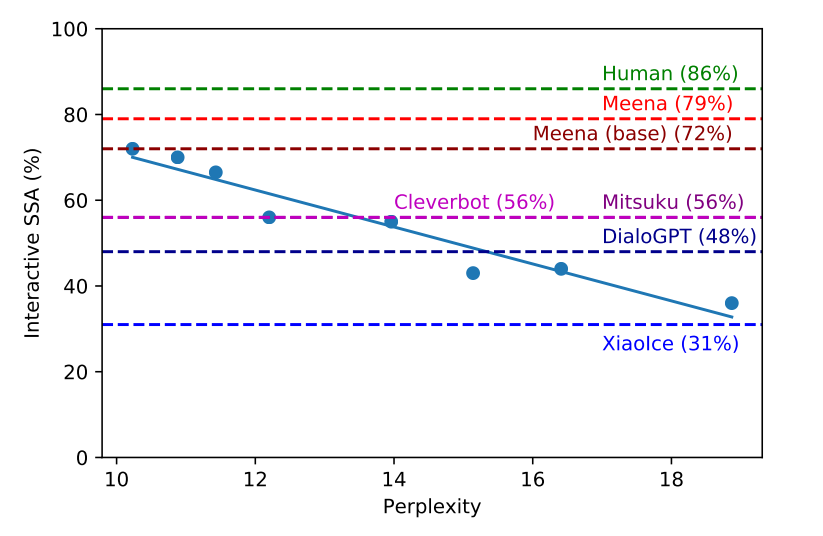 100
80
60
40
20
0
Interactive SSA (%)
Human (86%)
Meena (79%)
Meena (base) (72%)
Cleverbot (56%) Mitsuku (56%)
DialoGPT (48%)
XiaoIce (31%)
10 12 14 16 18
Perplexity